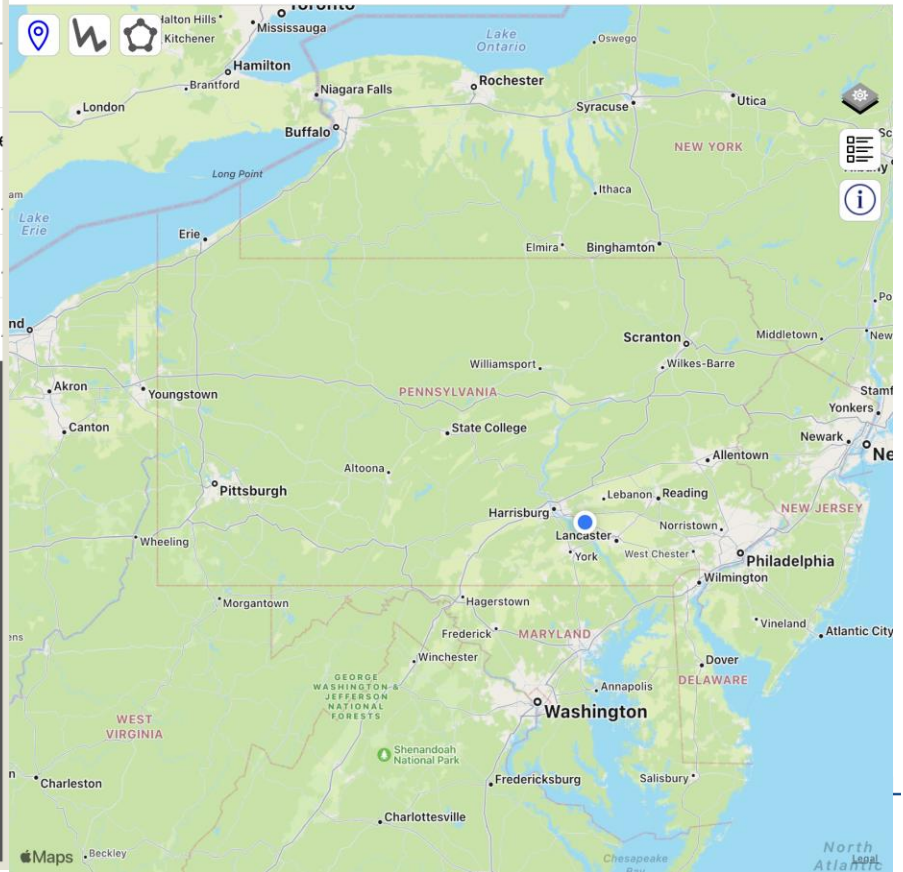 Toronto
Halton Hills
Mississauga
Kitchener
Lake
Ontario
Oswego
Hamilton
Brantford
Niagara Falls
Rochester
London
Syracuse
Utica
Buffalo
NEW YORK
Long Point
Ithaca
Lake
Erie
Erie
Elmira
Binghamton
Scranton
Middletown
New
Williamsport
Wilkes-Barre
Akron
Youngstown
PENNSYLVANIA
Stamf
Yonkers
Canton
State College
Newark
Ne
Allentown
Altoona
Pittsburgh
Lebanon
Reading
Harrisburg
NEW JERSEY
Norristown
Lancaster
Wheeling
York
West Chester
Philadelphia
Wilmington
Morgantown
Hagerstown
Vineland
Frederick
MARYLAND
Atlantic City
Winchester
Dover
GEORGE
WASHINGTON &
JEFFERSON
NATIONAL
FORESTS
DELAWARE
Annapolis
Washington
WEST
VIRGINIA
Shenandoah
National Park
Charleston
Fredericksburg
Salisbury
Charlottesville
Maps
Beckley
Chesapeake
Bay
North
Atlantic
Legal